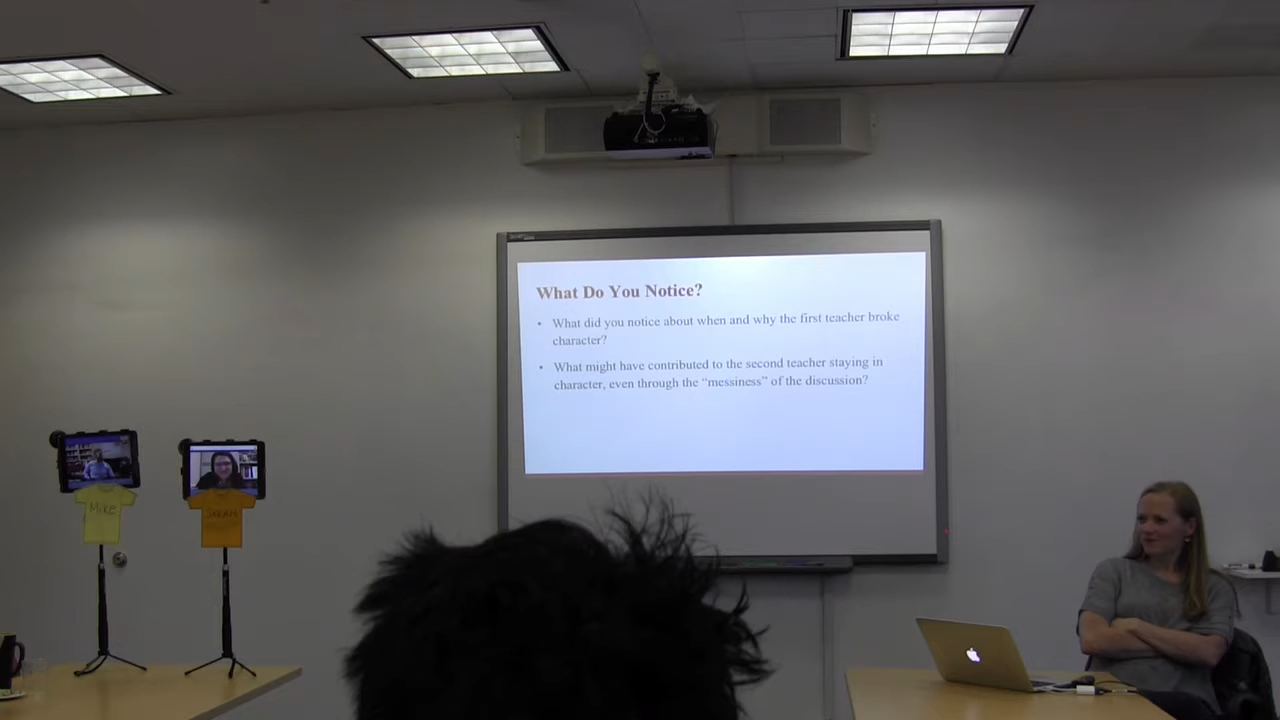 What Do You Notice?
• What did you notice about when and why the first teacher broke
character?
• What might have contributed to the second teacher staying in
character, even through the "messiness" of the discussion?
Mike
SARAH